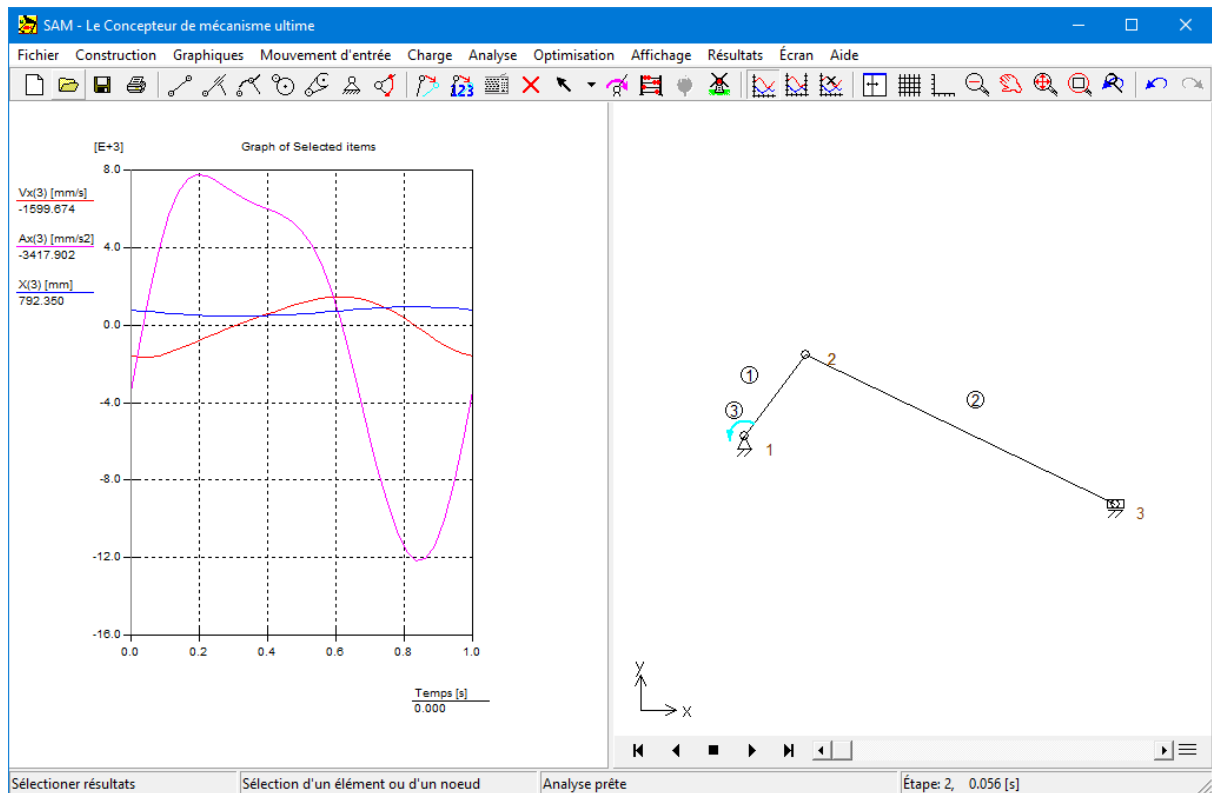 SAM - Le Concepteur de mécanisme ultime
Fichier Construction Graphiques Mouvement d'entrée Charge Analyse Optimisation Affichage Résultats Écran Aide
123
[E+3] Graph of Selected items
8.0
Vx(3) [mm/s]
-1599.674
Ax(3) [mm/s2]
-3417.902
4.0
X(3) [mm]
792.350
0.0
-4.0
-8.0
-12.0
-16.0
0.0 0.2 0.4 0.6 0.8 1.0
Temps [s]
0.000
2
1
2
3
1
3
Y
X
Sélectioner résultats Sélection d'un élément ou d'un noeud Analyse prête Étape: 2, 0.056 [s]